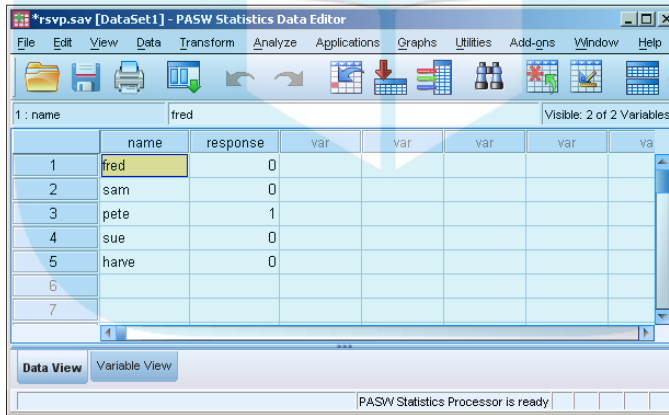 *rsvp.sav [DataSet1] - PASW Statistics Data Editor
File Edit View Data Transform Analyze Applications Graphs Utilities Add-ons Window Help
1 : name fred Visible: 2 of 2 Variables
name response var var var var va
1 fred 0
2 sam 0
3 pete 1
4 sue 0
5 harve 0
6
7
Data View Variable View
PASW Statistics Processor is ready